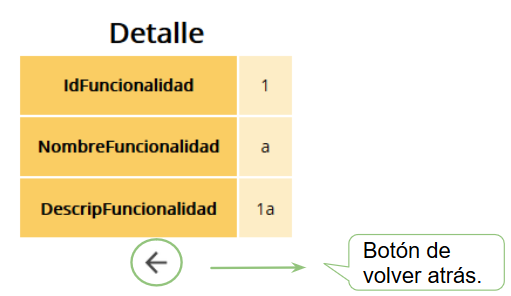 Detalle
IdFuncionalidad 1
NombreFuncionalidad a
DescripFuncionalidad 1a
Botón de
volver atrás.